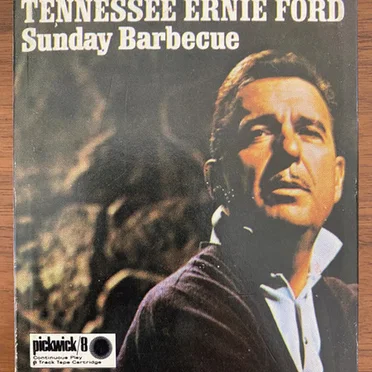 TENNESSEE ERNIE FORD
Sunday Barbecue
pickwick/8
Continuous Play
8 Track Tape Cartridge